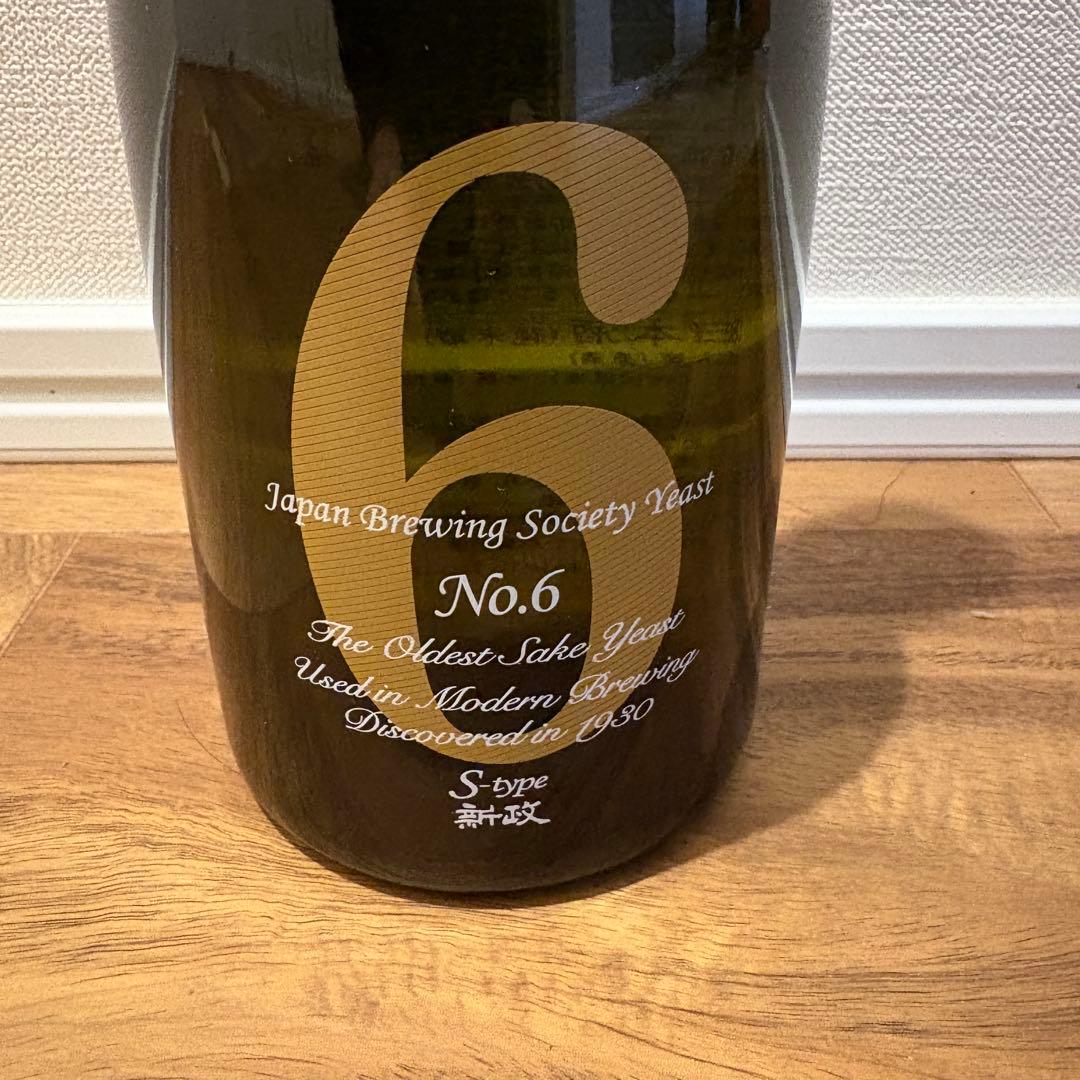 6
Japan Brewing Society Yeast
No.6
The Oldest Sake Yeast
Used in Modern Brewing
Discovered in 1930
S-type
新政